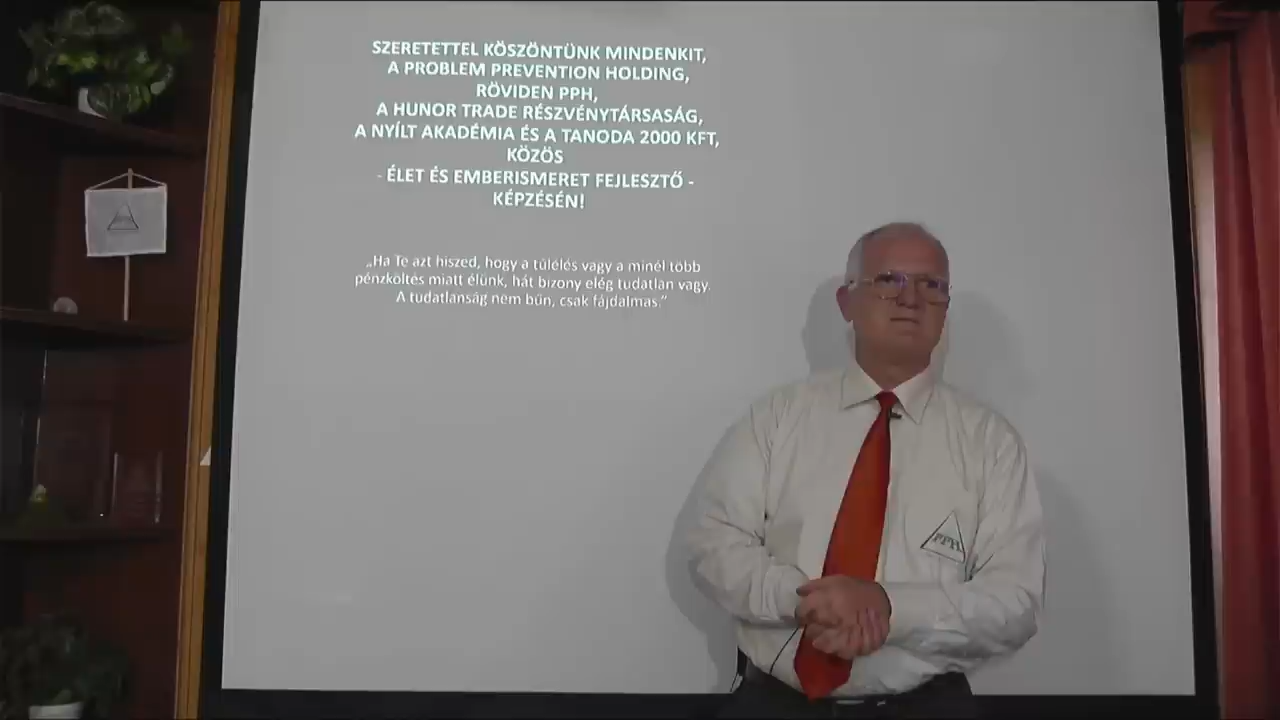 SZERETETTEL KÖSZÖNTÜNK MINDENKIT,
A PROBLEM PREVENTION HOLDING,
RÖVIDEN PPH,
A HUNOR TRADE RÉSZVÉNYTÁRSASÁG,
A NYÍLT AKADÉMIA ÉS A TANODA 2000 KFT,
KÖZÖS
- ÉLET ÉS EMBERISMERET FEJLESZTŐ -
KÉPZÉSÉN!
„Ha Te azt hiszed, hogy a túlélés vagy a minél több
pénzköltés miatt élünk, hát bizony elég tudatlan vagy.
A tudatlanság nem bűn, csak fájdalmas.”
PPH